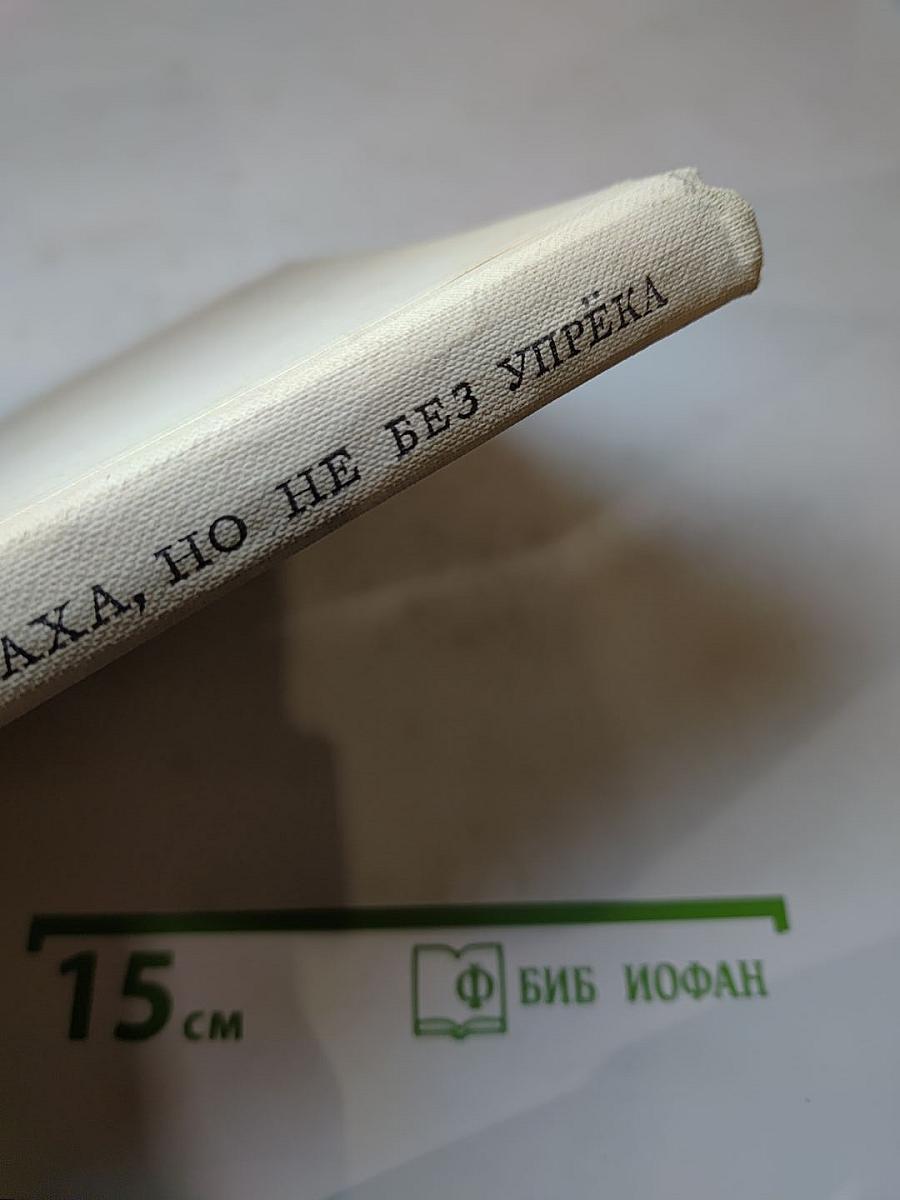 АХА, НО НЕ БЕЗ УПРЁКА
15 см
Ф БИБ ИОФАН